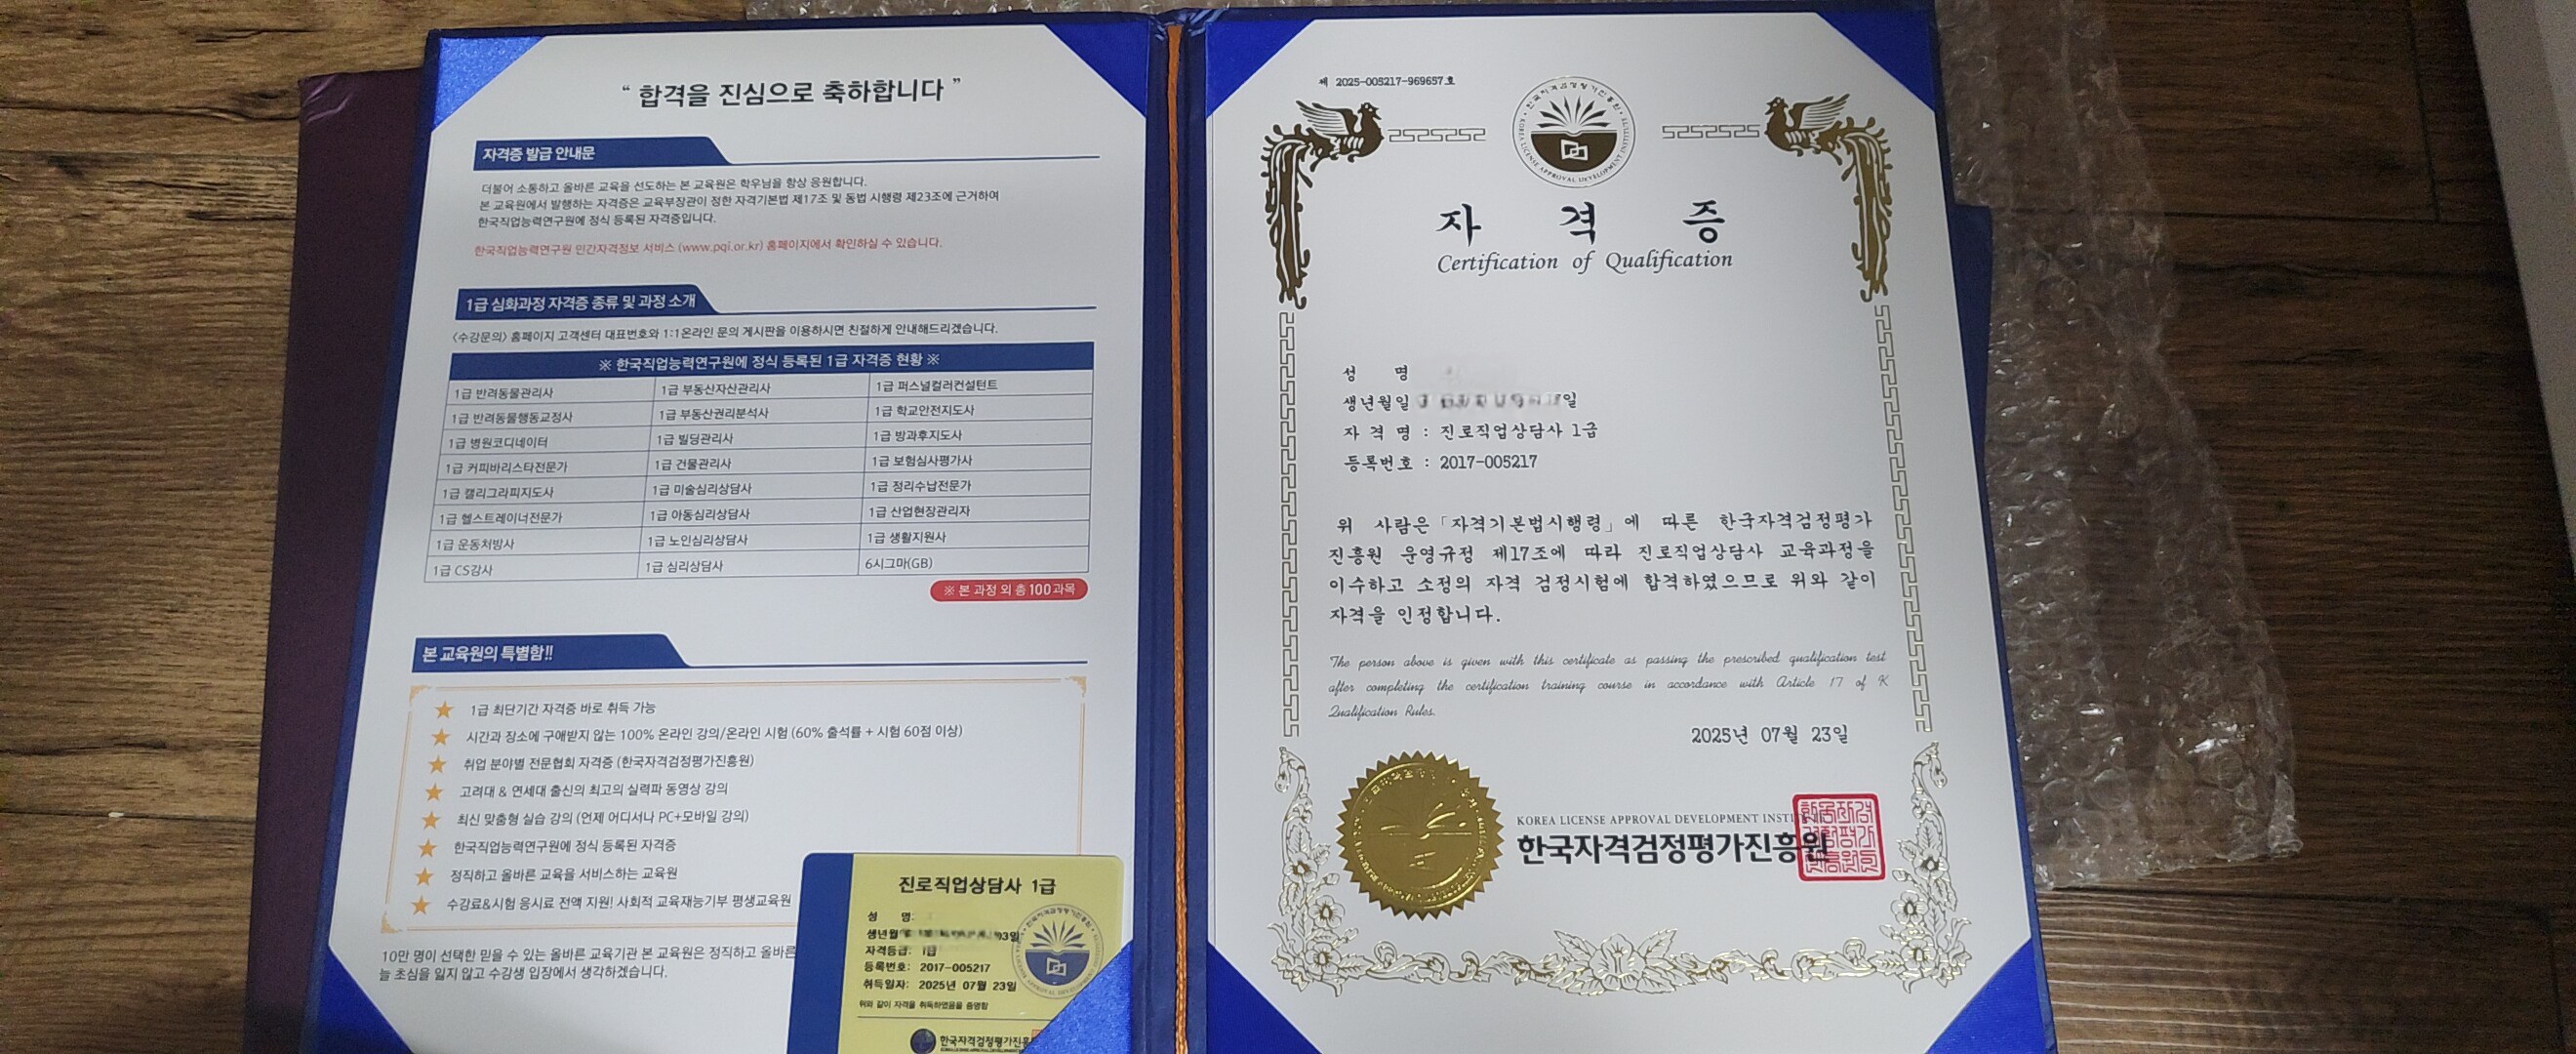 “ 합격을 진심으로 축하합니다 ”
자격증 발급 안내문
더불어 소통하고 올바른 교육을 선도하는 본 교육원은 학우님을 항상 응원합니다.
본 교육원에서 발행하는 자격증은 교육부장관이 정한 자격기본법 제17조 및 동법 시행령 제23조에 근거하여
한국직업능력연구원에 정식 등록된 자격증입니다.
한국직업능력연구원 민간자격정보 서비스 (www.pqi.or.kr) 홈페이지에서 확인하실 수 있습니다.
1급 심화과정 자격증 종류 및 과정 소개
<수강문의> 홈페이지 고객센터 대표번호와 1:1온라인 문의 게시판을 이용하시면 친절하게 안내해드리겠습니다.
※ 한국직업능력연구원에 정식 등록된 1급 자격증 현황 ※
1급 반려동물관리사 1급 부동산자산관리사 1급 퍼스널컬러컨설턴트
1급 반려동물행동교정사 1급 부동산권리분석사 1급 학교안전지도사
1급 병원코디네이터 1급 빌딩관리사 1급 방과후지도사
1급 커피바리스타전문가 1급 건물관리사 1급 보험심사평가사
1급 캘리그라피지도사 1급 미술심리상담사 1급 정리수납전문가
1급 헬스트레이너전문가 1급 아동심리상담사 1급 산업현장관리자
1급 운동처방사 1급 노인심리상담사 1급 생활지원사
1급 CS강사 1급 심리상담사 6시그마(GB)
※ 본 과정 외 총 100과목
본 교육원의 특별함!!
1급 최단기간 자격증 바로 취득 가능
시간과 장소에 구애받지 않는 100% 온라인 강의/온라인 시험 (60% 출석률 + 시험 60점 이상)
취업 분야별 전문협회 자격증 (한국자격검정평가진흥원)
고려대 & 연세대 출신의 최고의 실력파 동영상 강의
최신 맞춤형 실습 강의 (언제 어디서나 PC+모바일 강의)
한국직업능력연구원에 정식 등록된 자격증
정직하고 올바른 교육을 서비스하는 교육원
수강료&시험 응시료 전액 지원! 사회적 교육재능기부 평생교육원
10만 명이 선택한 믿을 수 있는 올바른 교육기관 본 교육원은 정직하고 올바른
늘 초심을 잃지 않고 수강생 입장에서 생각하겠습니다.
진로직업상담사 1급
성 명:
생년월 03일
자격등급: 1급
등록번호: 2017-005217
취득일자: 2025년 07월 23일
위와 같이 자격을 취득하였음을 증명함
한국자격검정평가진흥
제 2025-005217-969657호
한국자격검정평가진흥원
KOREA LICENSE APPROVAL DEVELOPMENT INSTITUTE
자 격 증
Certification of Qualification
성 명
생년월일 일
자 격 명 : 진로직업상담사 1급
등록번호 : 2017-005217
위 사람은 「자격기본법시행령」에 따른 한국자격검정평가
진흥원 운영규정 제17조에 따라 진로직업상담사 교육과정을
이수하고 소정의 자격 검정시험에 합격하였으므로 위와 같이
자격을 인정합니다.
The person above is given with this certificate as passing the prescribed qualification test
after completing the certification training course in accordance with Article 17 of K
Qualification Rules.
2025년 07월 23일
KOREA LICENSE APPROVAL DEVELOPMENT INSTIT
한국자격검정평가진흥원